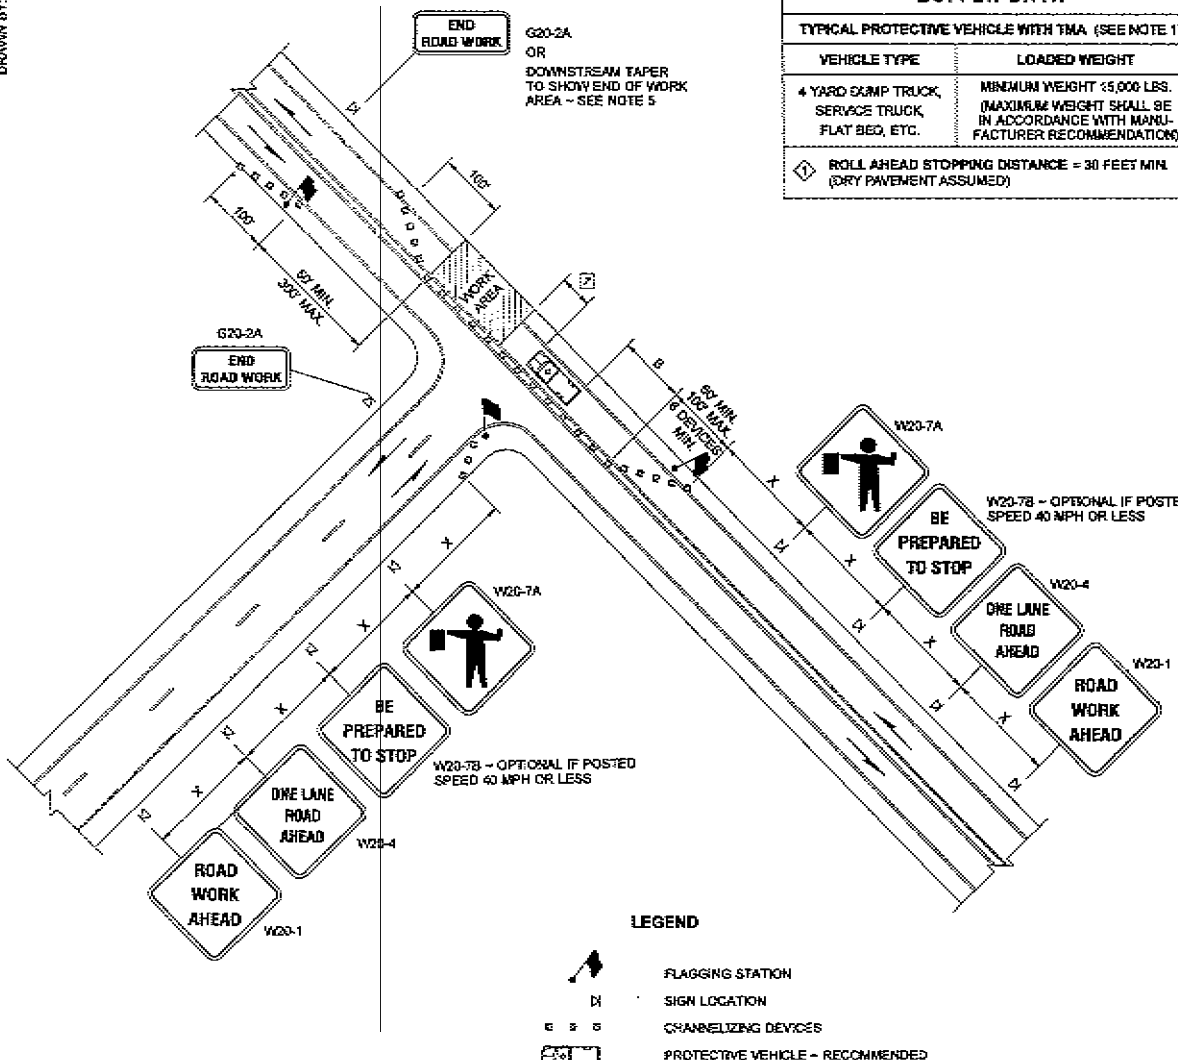 DRAWN BY:
END
ROAD WORK
G20-2A
OR
DOWNSTREAM TAPER
TO SHOW END OF WORK
AREA – SEE NOTE 5
TYPICAL PROTECTIVE VEHICLE WITH TMA (SEE NOTE 1
VEHICLE TYPE
LOADED WEIGHT
4 YARD DUMP TRUCK,
SERVICE TRUCK,
FLAT BED, ETC.
MINIMUM WEIGHT 15,000 LBS.
(MAXIMUM WEIGHT SHALL BE
IN ACCORDANCE WITH MANU-
FACTURER RECOMMENDATION)
1 ROLL AHEAD STOPPING DISTANCE = 30 FEET MIN.
(DRY PAVEMENT ASSUMED)
100'
100'
50' MIN.
300' MAX.
WORK
AREA
G20-2A
END
ROAD WORK
B
50' MIN.
100' MAX.
6 DEVICES
MIN.
X
X
X
X
W20-7A
W20-7B – OPTIONAL IF POSTE
SPEED 40 MPH OR LESS
BE
PREPARED
TO STOP
W20-4
ONE LANE
ROAD
AHEAD
W20-1
ROAD
WORK
AHEAD
X
X
X
X
W20-7A
BE
PREPARED
TO STOP
W20-7B – OPTIONAL IF POSTED
SPEED 40 MPH OR LESS
ONE LANE
ROAD
AHEAD
W20-4
ROAD
WORK
AHEAD
W20-1
LEGEND
FLAGGING STATION
SIGN LOCATION
CHANNELIZING DEVICES
PROTECTIVE VEHICLE – RECOMMENDED